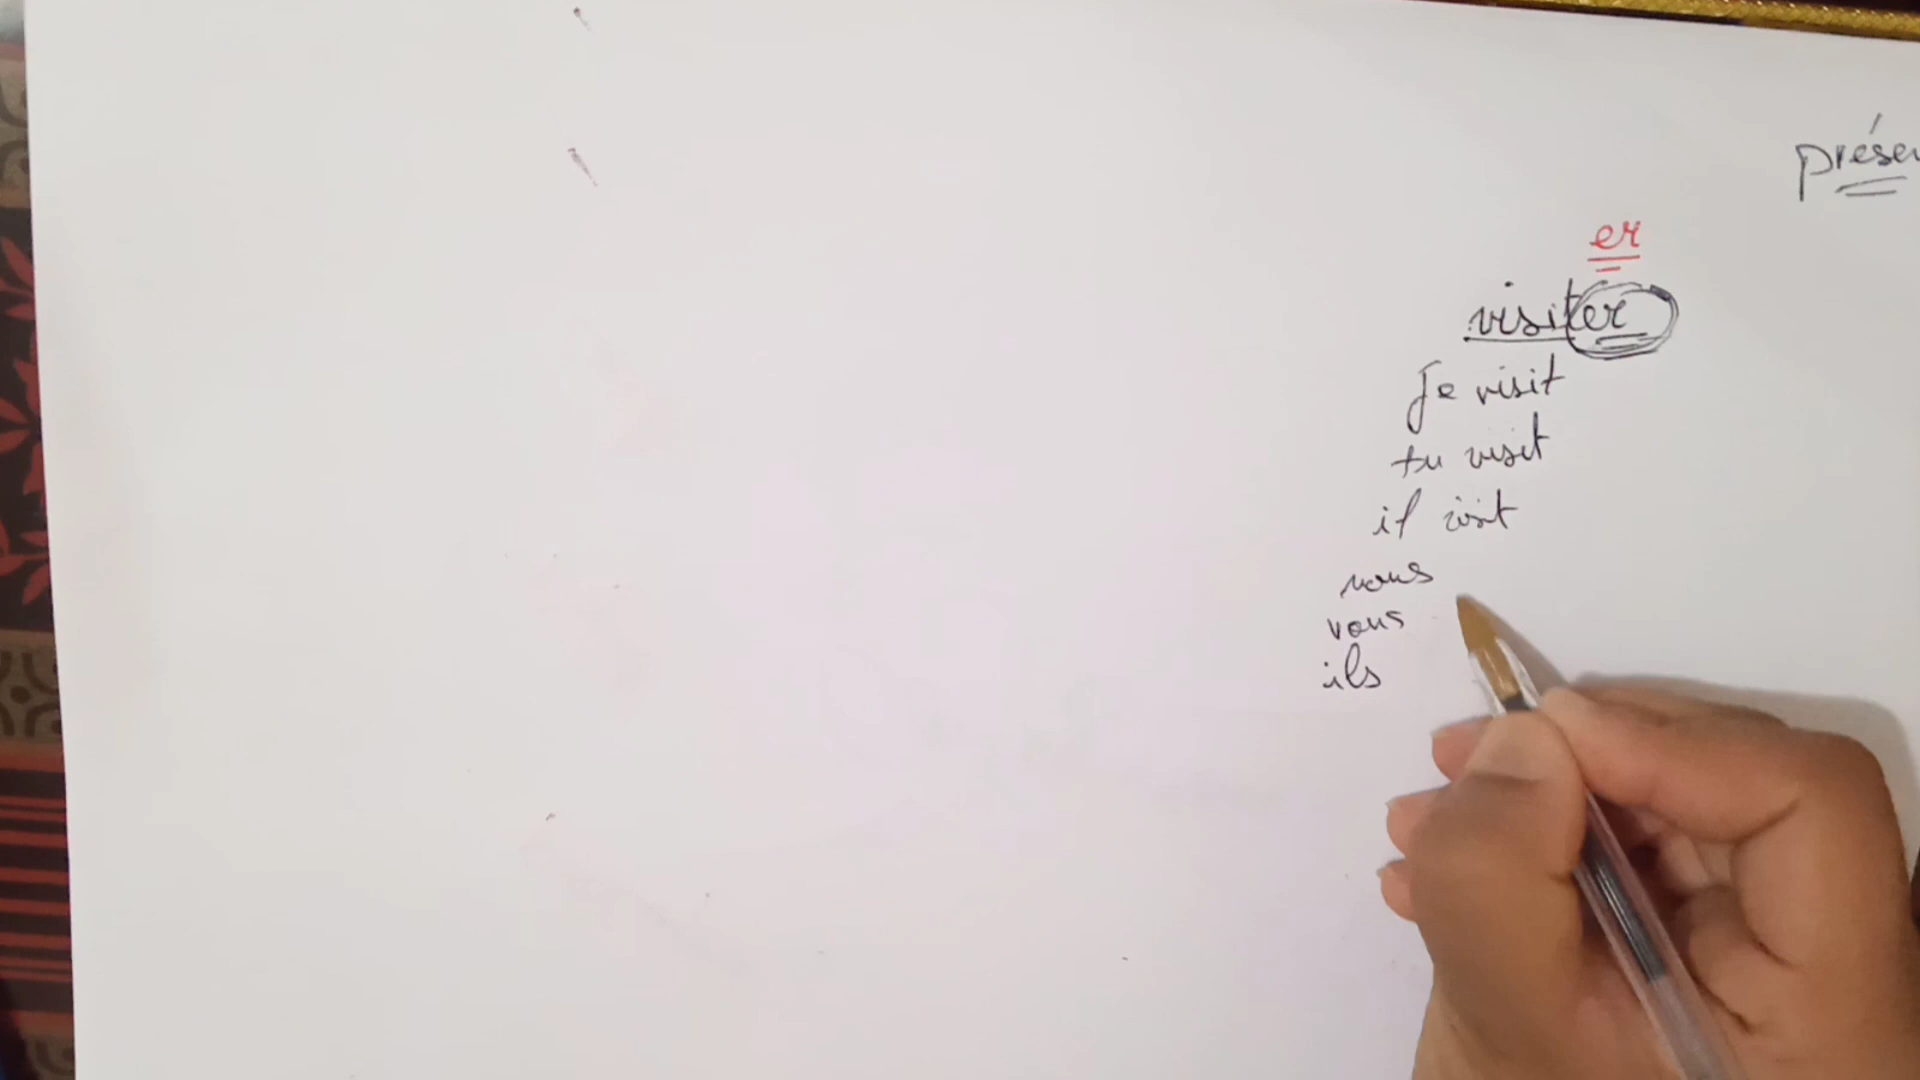 prése
er
visiter
Je visit
tu visit
il visit
nous
vous
ils